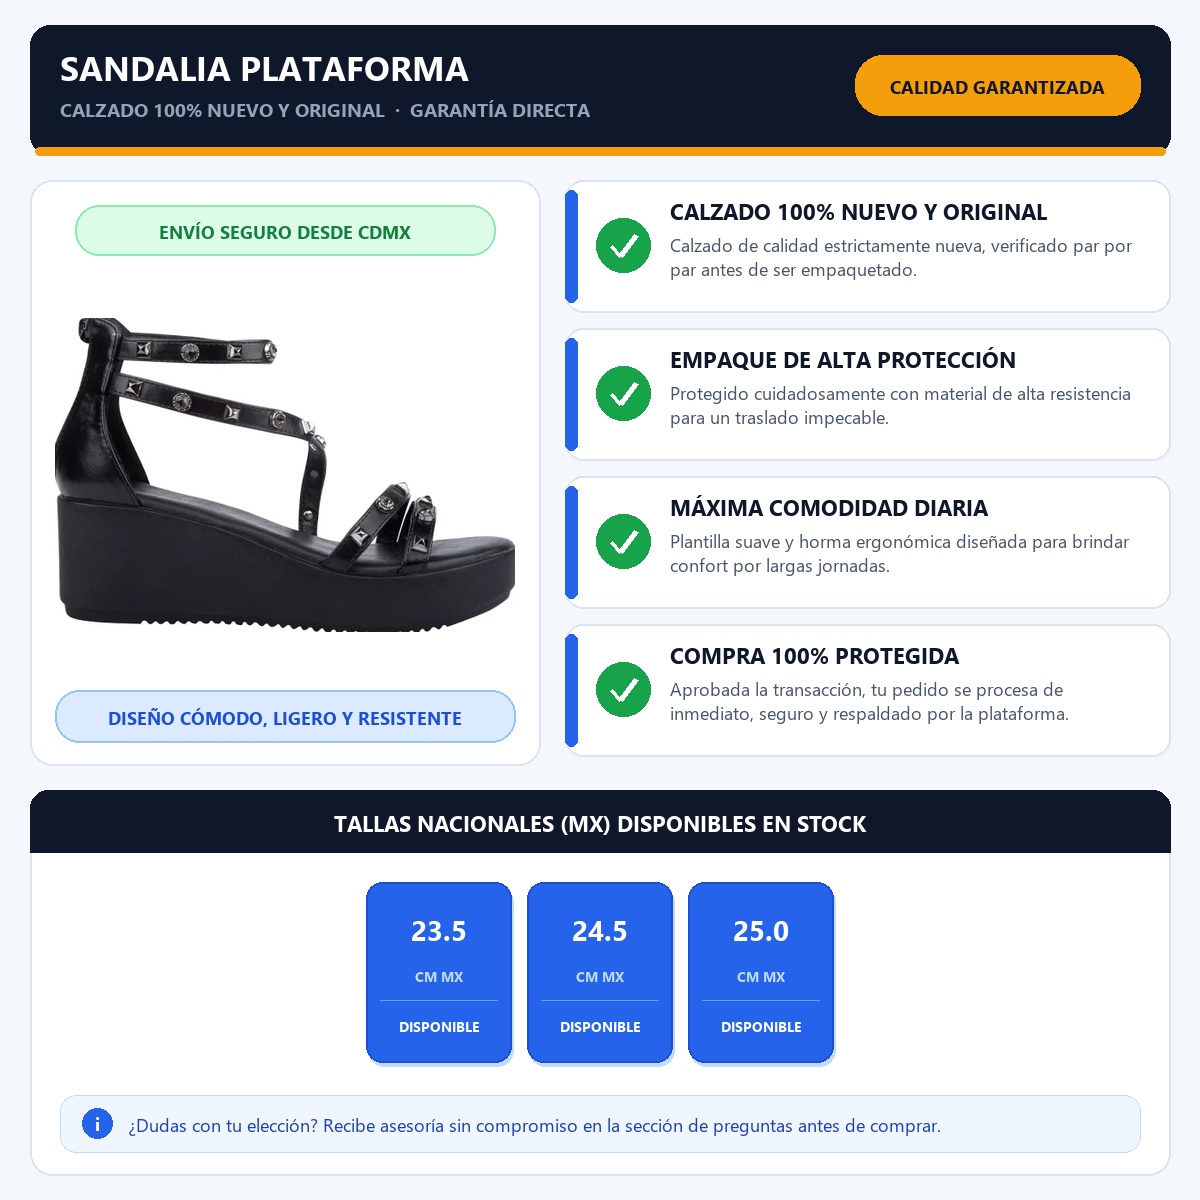 SANDALIA PLATAFORMA
CALZADO 100% NUEVO Y ORIGINAL · GARANTÍA DIRECTA
CALIDAD GARANTIZADA
ENVÍO SEGURO DESDE CDMX
DISEÑO CÓMODO, LIGERO Y RESISTENTE
CALZADO 100% NUEVO Y ORIGINAL
Calzado de calidad estrictamente nueva, verificado par por
par antes de ser empaquetado.
EMPAQUE DE ALTA PROTECCIÓN
Protegido cuidadosamente con material de alta resistencia
para un traslado impecable.
MÁXIMA COMODIDAD DIARIA
Plantilla suave y horma ergonómica diseñada para brindar
confort por largas jornadas.
COMPRA 100% PROTEGIDA
Aprobada la transacción, tu pedido se procesa de
inmediato, seguro y respaldado por la plataforma.
TALLAS NACIONALES (MX) DISPONIBLES EN STOCK
23.5
CM MX
DISPONIBLE
24.5
CM MX
DISPONIBLE
25.0
CM MX
DISPONIBLE
¿Dudas con tu elección? Recibe asesoría sin compromiso en la sección de preguntas antes de comprar.